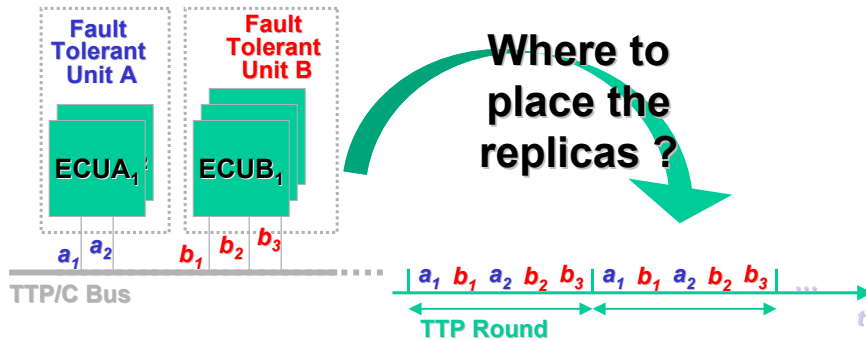 Fault
Tolerant
Unit A
Fault
Tolerant
Unit B
Where to
place the
replicas ?
ECUA1
2
ECUB1
a1 a2
b1 b2 b3
TTP/C Bus
a1 b1 a2 b2 b3 a1 b1 a2 b2 b3 ...
TTP Round
t